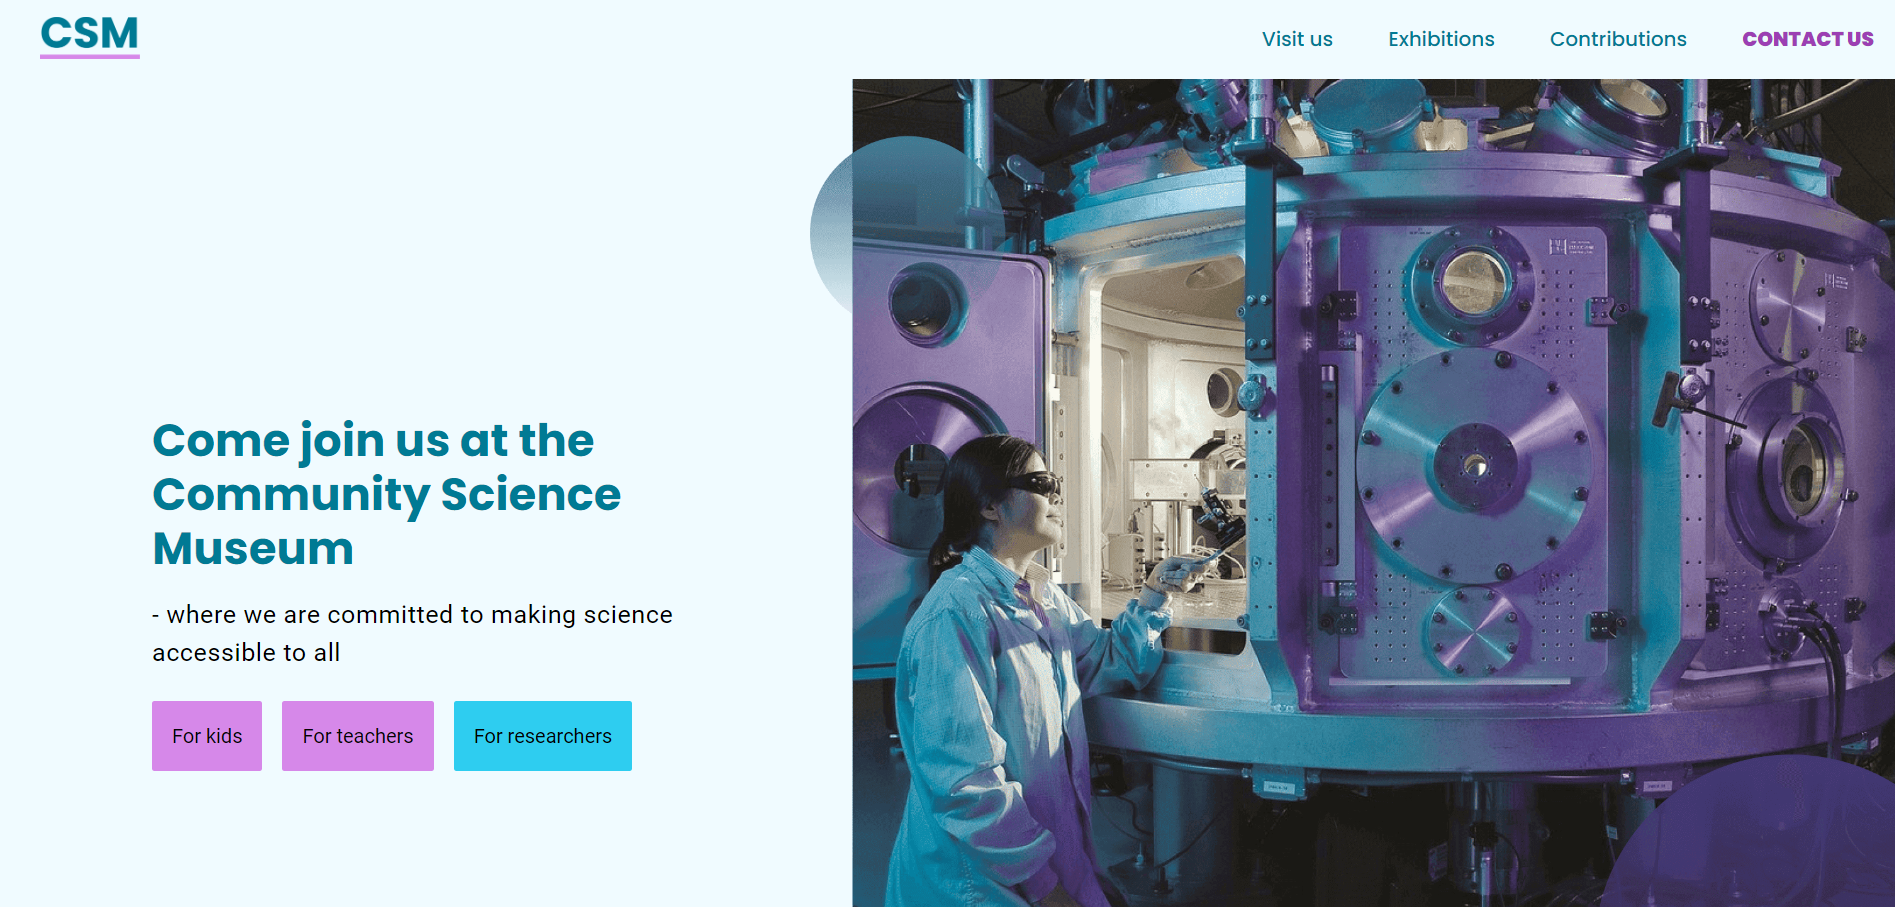 CSM
Visit us
Exhibitions
Contributions
CONTACT US
Come join us at the
Community Science
Museum
- where we are committed to making science
accessible to all
For kids
For teachers
For researchers